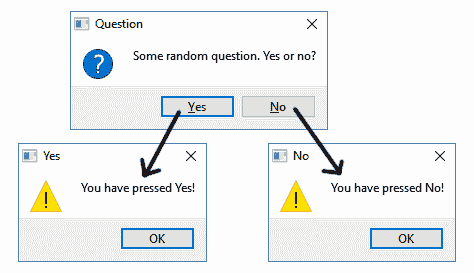 Question
Some random question. Yes or no?
Yes
No
Yes
You have pressed Yes!
OK
No
You have pressed No!
OK